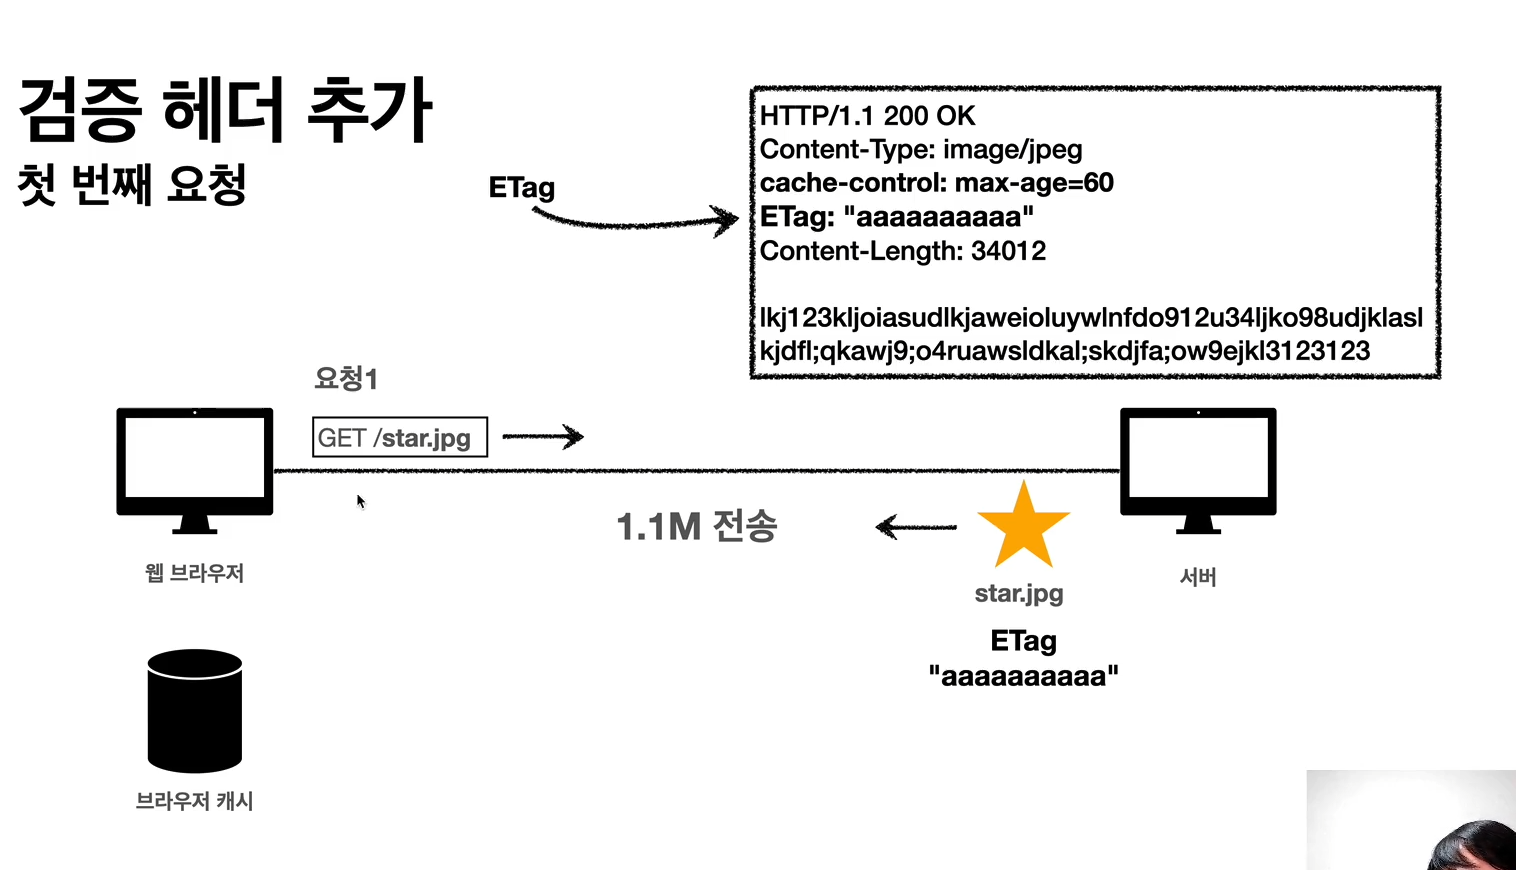 검증 헤더 추가
첫 번째 요청
ETag
HTTP/1.1 200 OK
Content-Type: image/jpeg
cache-control: max-age=60
ETag: "aaaaaaaaaa"
Content-Length: 34012
lkj123kljoiasudlkjaweioluywlnfdo912u34ljko98udjklasl
kjdfl;qkawj9;o4ruawsldkal;skdjfa;ow9ejkl3123123
요청1
GET /star.jpg
1.1M 전송
star.jpg
ETag
"aaaaaaaaaa"
웹 브라우저
서버
브라우저 캐시